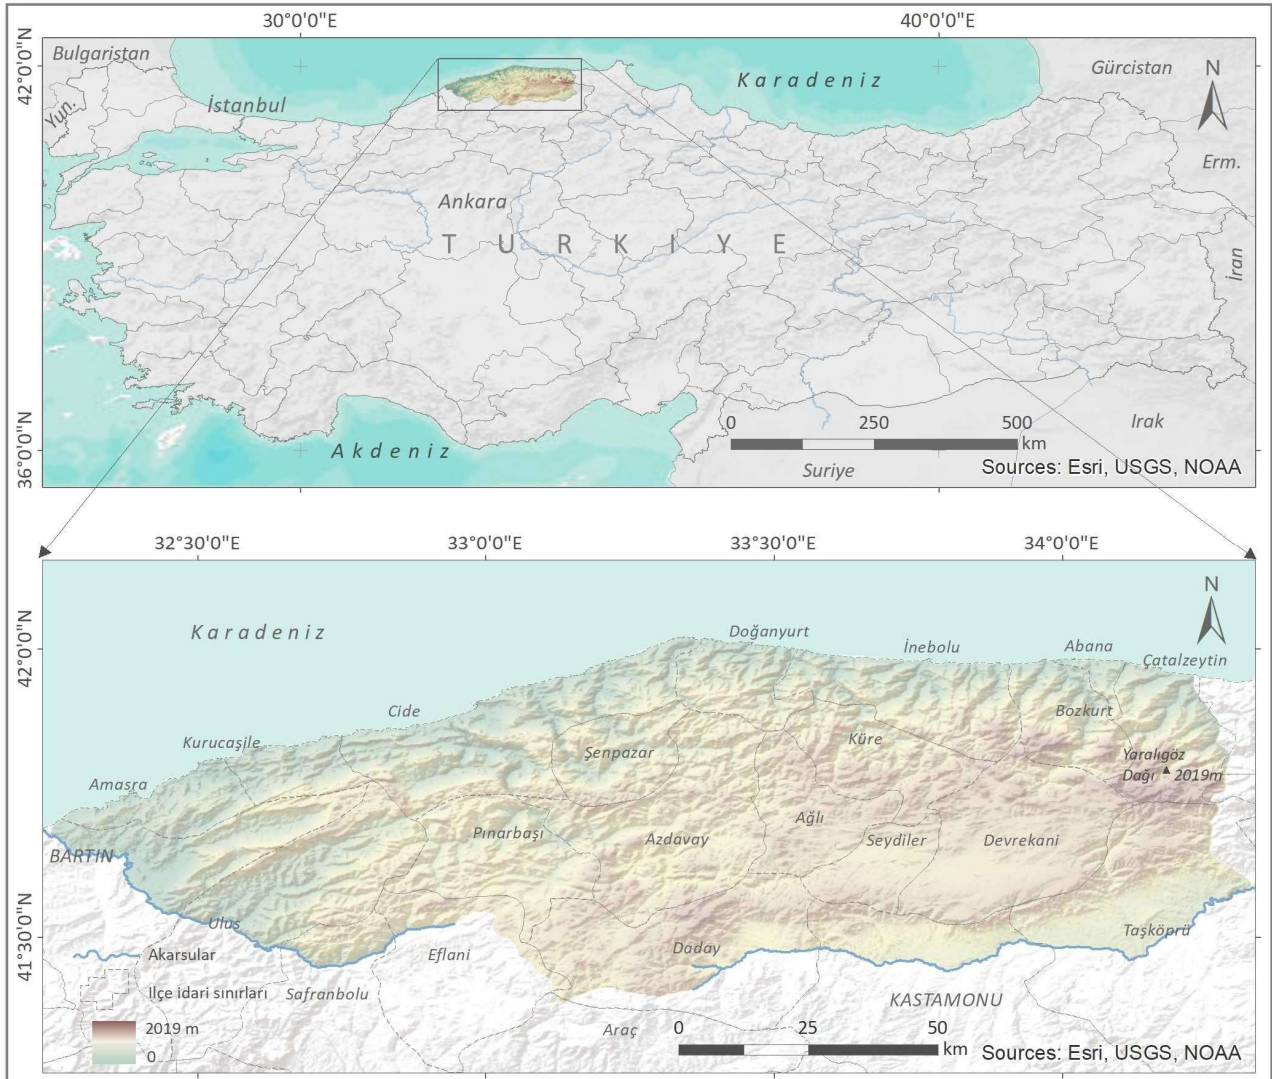 30°0'0"E
40°0'0"E
42°0'0"N
36°0'0"N
Bulgaristan
Yun.
İstanbul
Karadeniz
Gürcistan
N
Erm.
Ankara
TURKIYE
İran
Akdeniz
0 250 500
km
Irak
Suriye
Sources: Esri, USGS, NOAA
32°30'0"E
33°0'0"E
33°30'0"E
34°0'0"E
42°0'0"N
41°30'0"N
Karadeniz
N
Doğanyurt
İnebolu
Abana
Çatalzeytin
Cide
Bozkurt
Kurucaşile
Şenpazar
Küre
Yaralıgöz
Dağı 2019m
Amasra
Pınarbaşı
Azdavay
Ağlı
Seydiler
Devrekani
BARTIN
Ulus
Eflani
Daday
Taşköprü
Akarsular
İlçe idari sınırları
Safranbolu
KASTAMONU
Araç
2019 m
0
0 25 50
km
Sources: Esri, USGS, NOAA